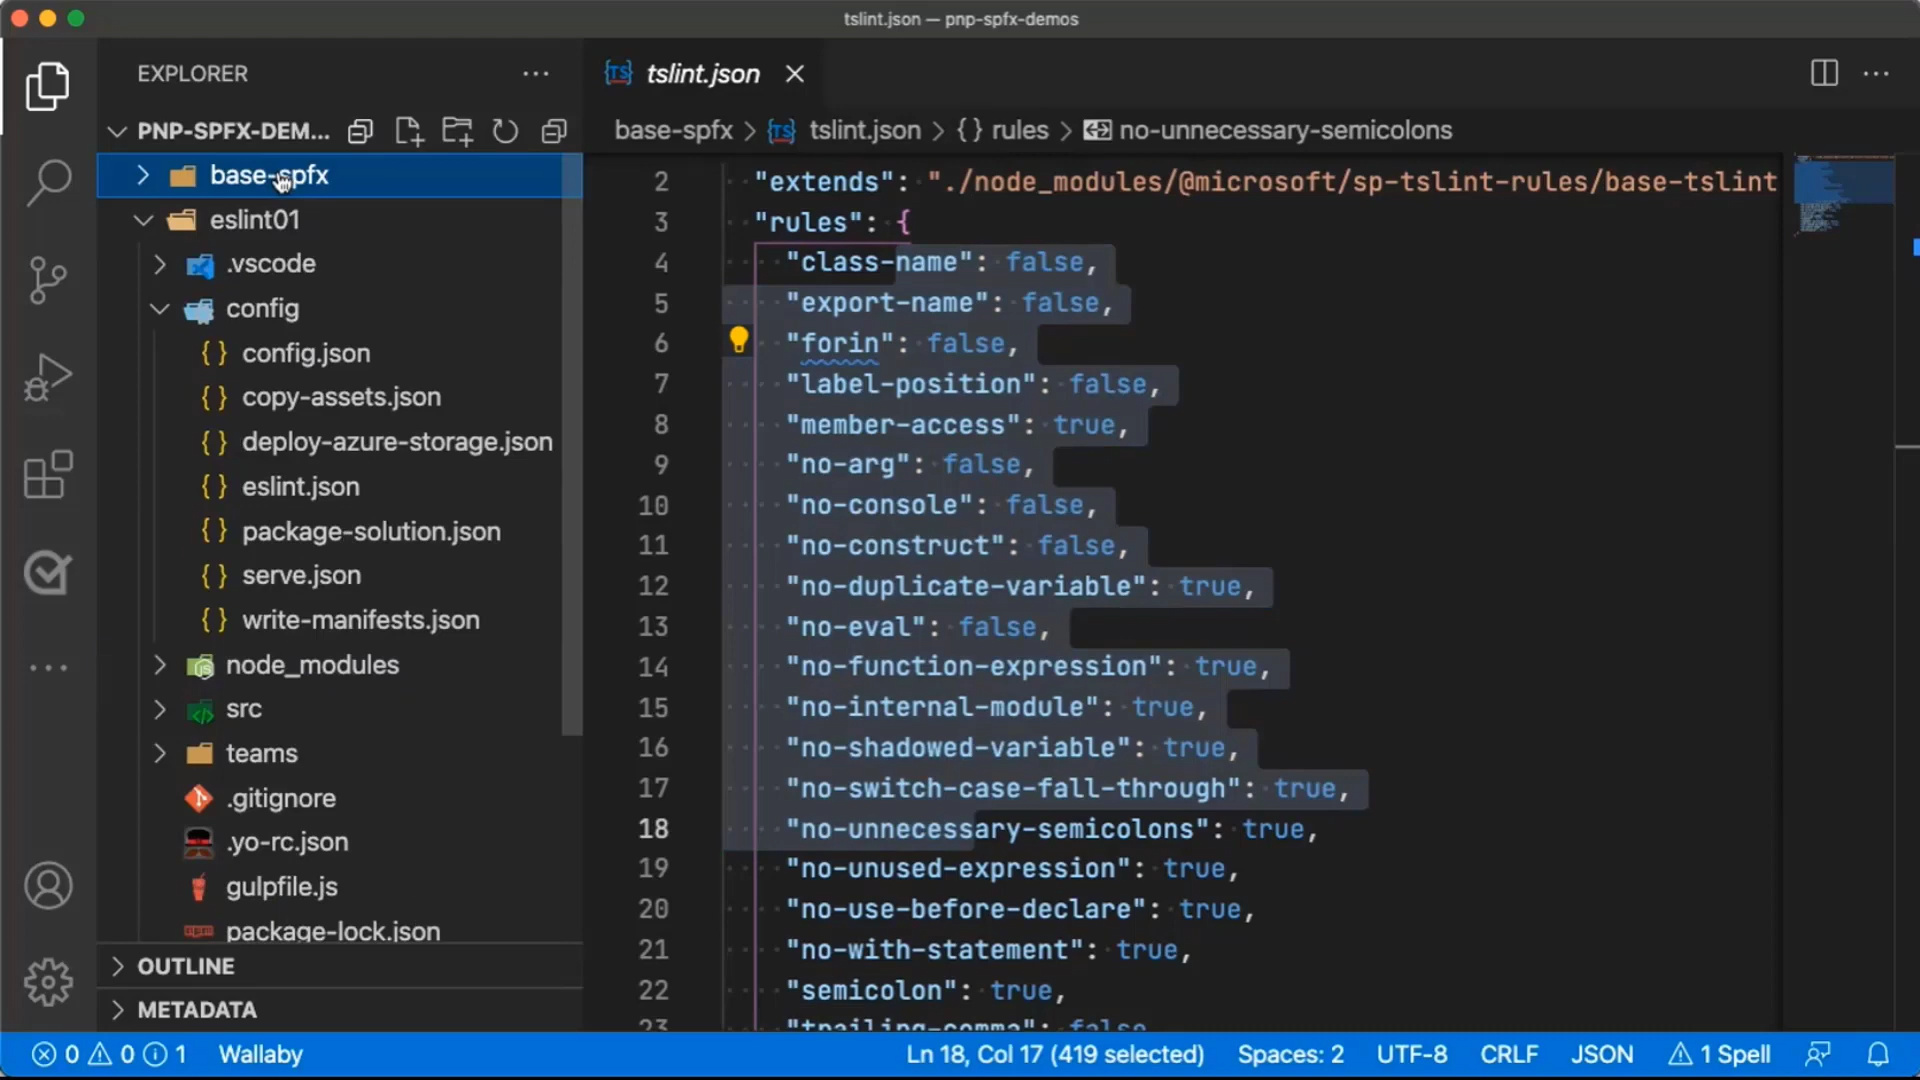 tslint.json — pnp-spfx-demos
EXPLORER
PNP-SPFX-DEM...
base-spfx
eslint01
.vscode
config
config.json
copy-assets.json
deploy-azure-storage.json
eslint.json
package-solution.json
serve.json
write-manifests.json
node_modules
src
teams
.gitignore
.yo-rc.json
gulpfile.js
package-lock.json
OUTLINE
METADATA
TS tslint.json
base-spfx > TS tslint.json > {} rules > no-unnecessary-semicolons
2 "extends": "./node_modules/@microsoft/sp-tslint-rules/base-tslint
3 "rules": {
4 "class-name": false,
5 "export-name": false,
6 "forin": false,
7 "label-position": false,
8 "member-access": true,
9 "no-arg": false,
10 "no-console": false,
11 "no-construct": false,
12 "no-duplicate-variable": true,
13 "no-eval": false,
14 "no-function-expression": true,
15 "no-internal-module": true,
16 "no-shadowed-variable": true,
17 "no-switch-case-fall-through": true,
18 "no-unnecessary-semicolons": true,
19 "no-unused-expression": true,
20 "no-use-before-declare": true,
21 "no-with-statement": true,
22 "semicolon": true,
23 "trailing-comma": false
0 0 1 Wallaby Ln 18, Col 17 (419 selected) Spaces: 2 UTF-8 CRLF JSON 1 Spell